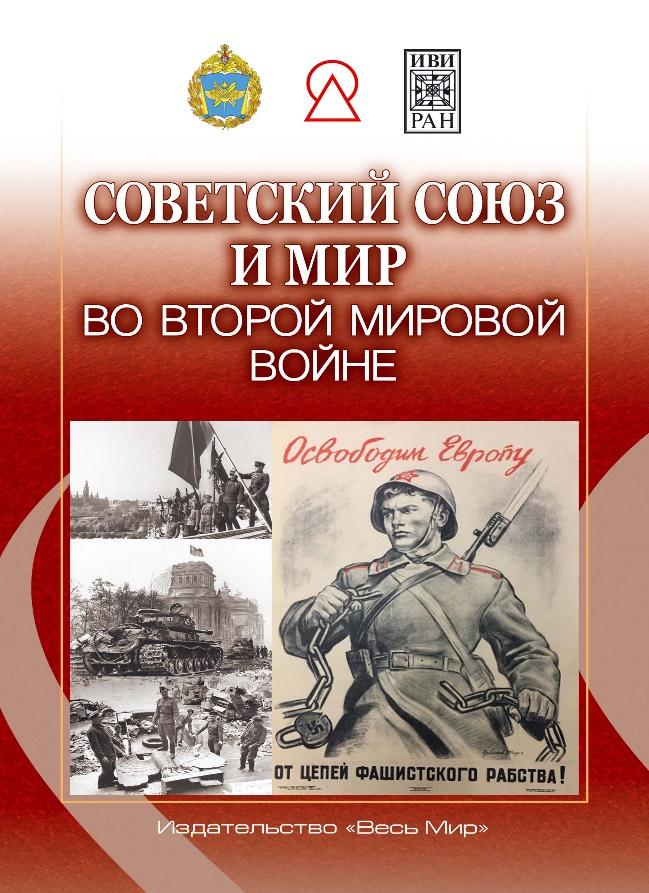 ИВИ
РАН
СОВЕТСКИЙ СОЮЗ
И МИР
ВО ВТОРОЙ МИРОВОЙ
ВОЙНЕ
Освободим Европу
ОТ ЦЕПЕЙ ФАШИСТСКОГО РАБСТВА!
Издательство «Весь Мир»